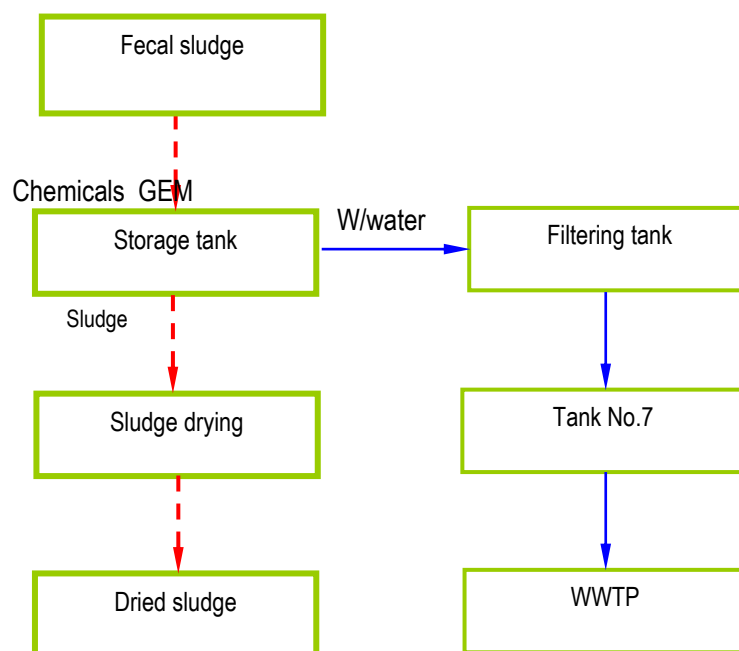 Fecal sludge
Chemicals GEM
Storage tank
W/water
Filtering tank
Sludge
Sludge drying
Tank No.7
Dried sludge
WWTP